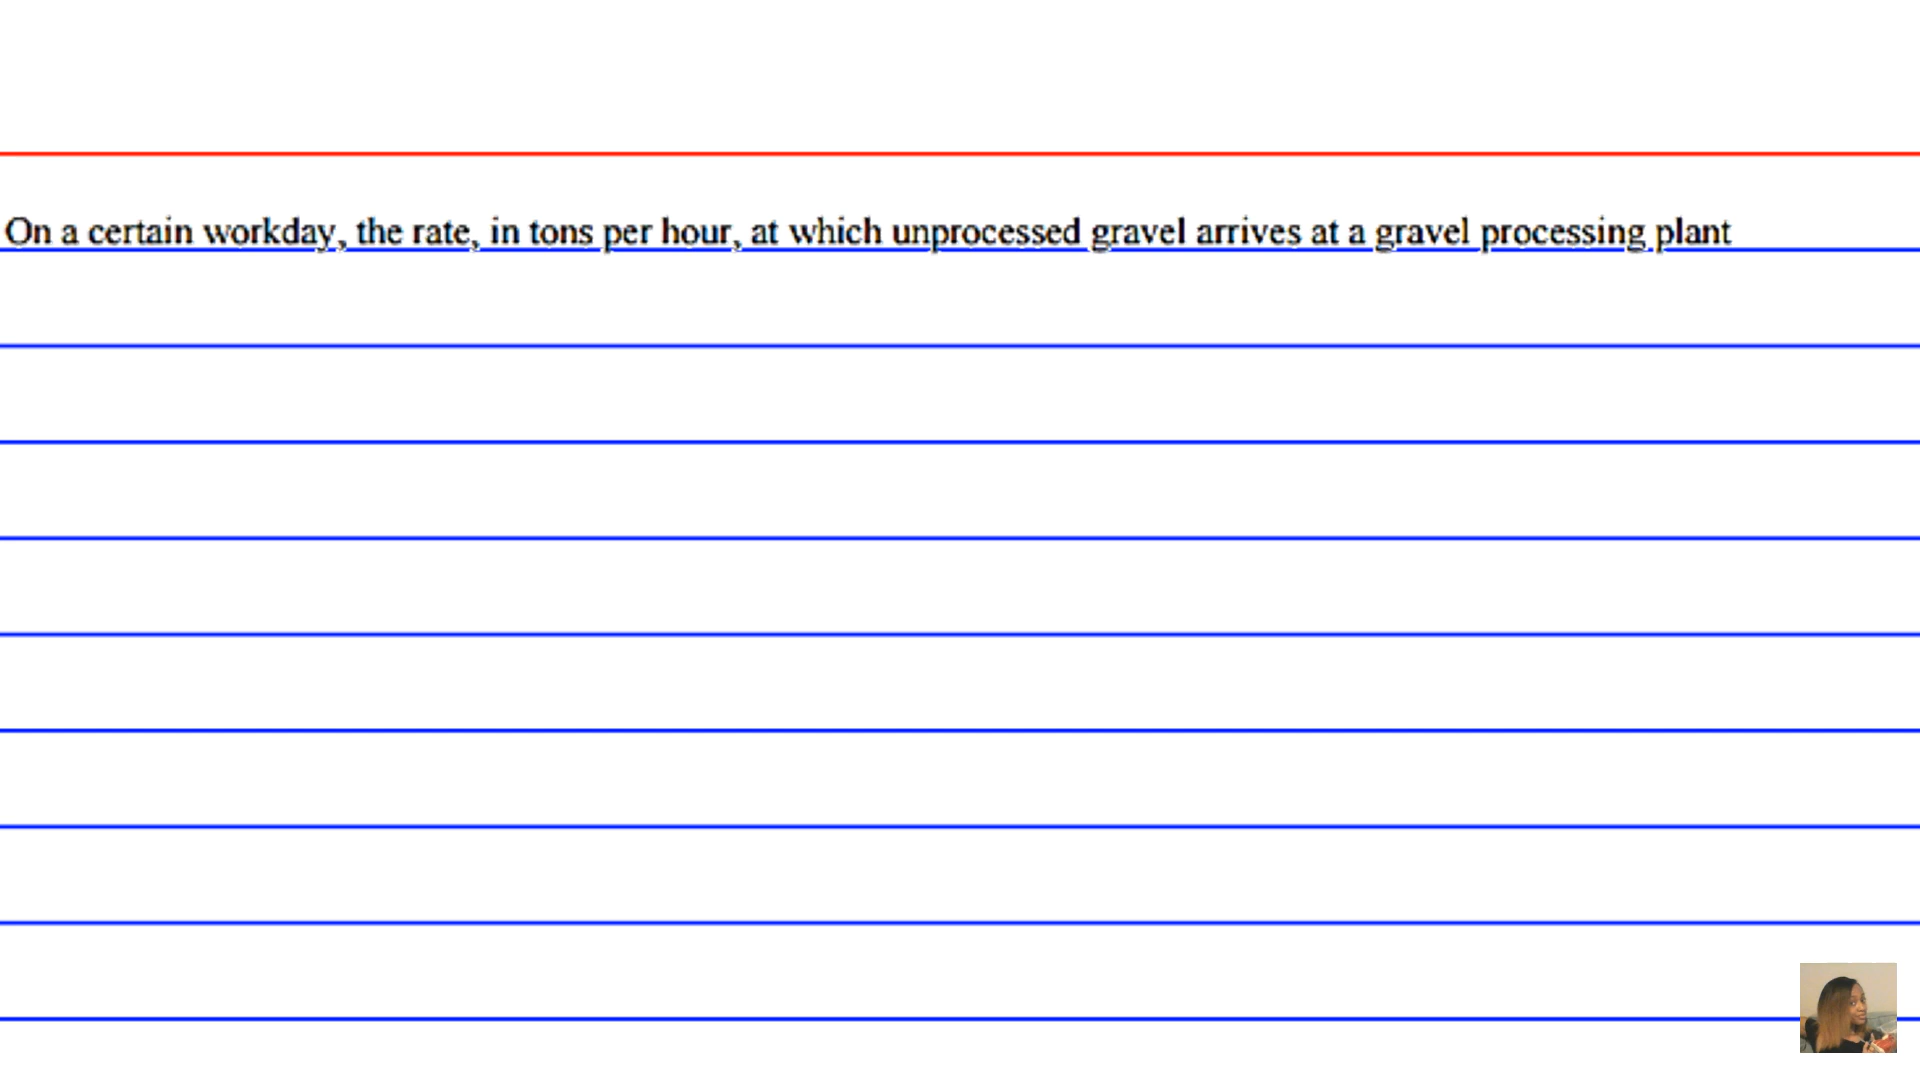 On a certain workday, the rate, in tons per hour, at which unprocessed gravel arrives at a gravel processing plant